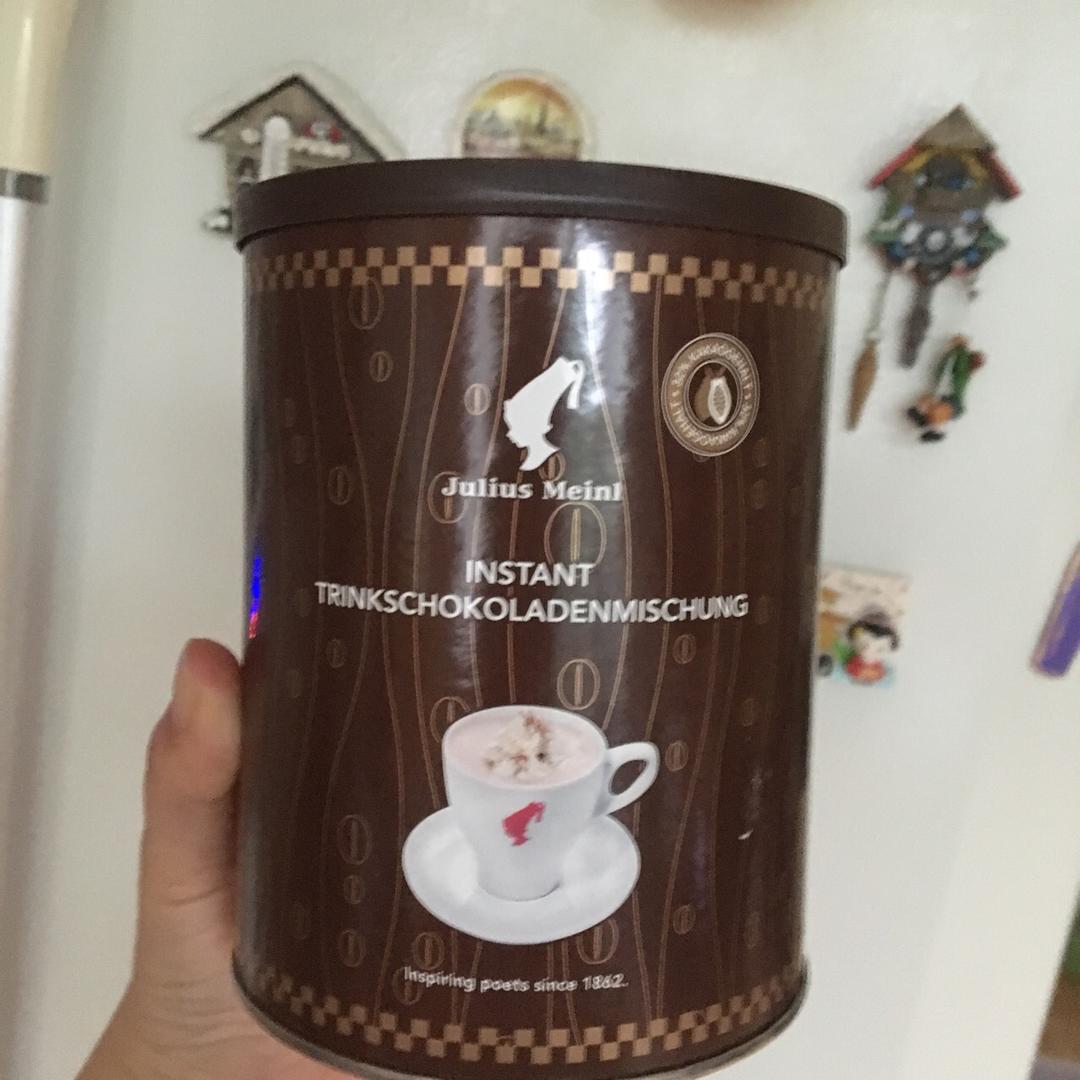 Julius Meinl
INSTANT
TRINKSCHOKOLADENMISCHUNG
Inspiring poets since 1862.